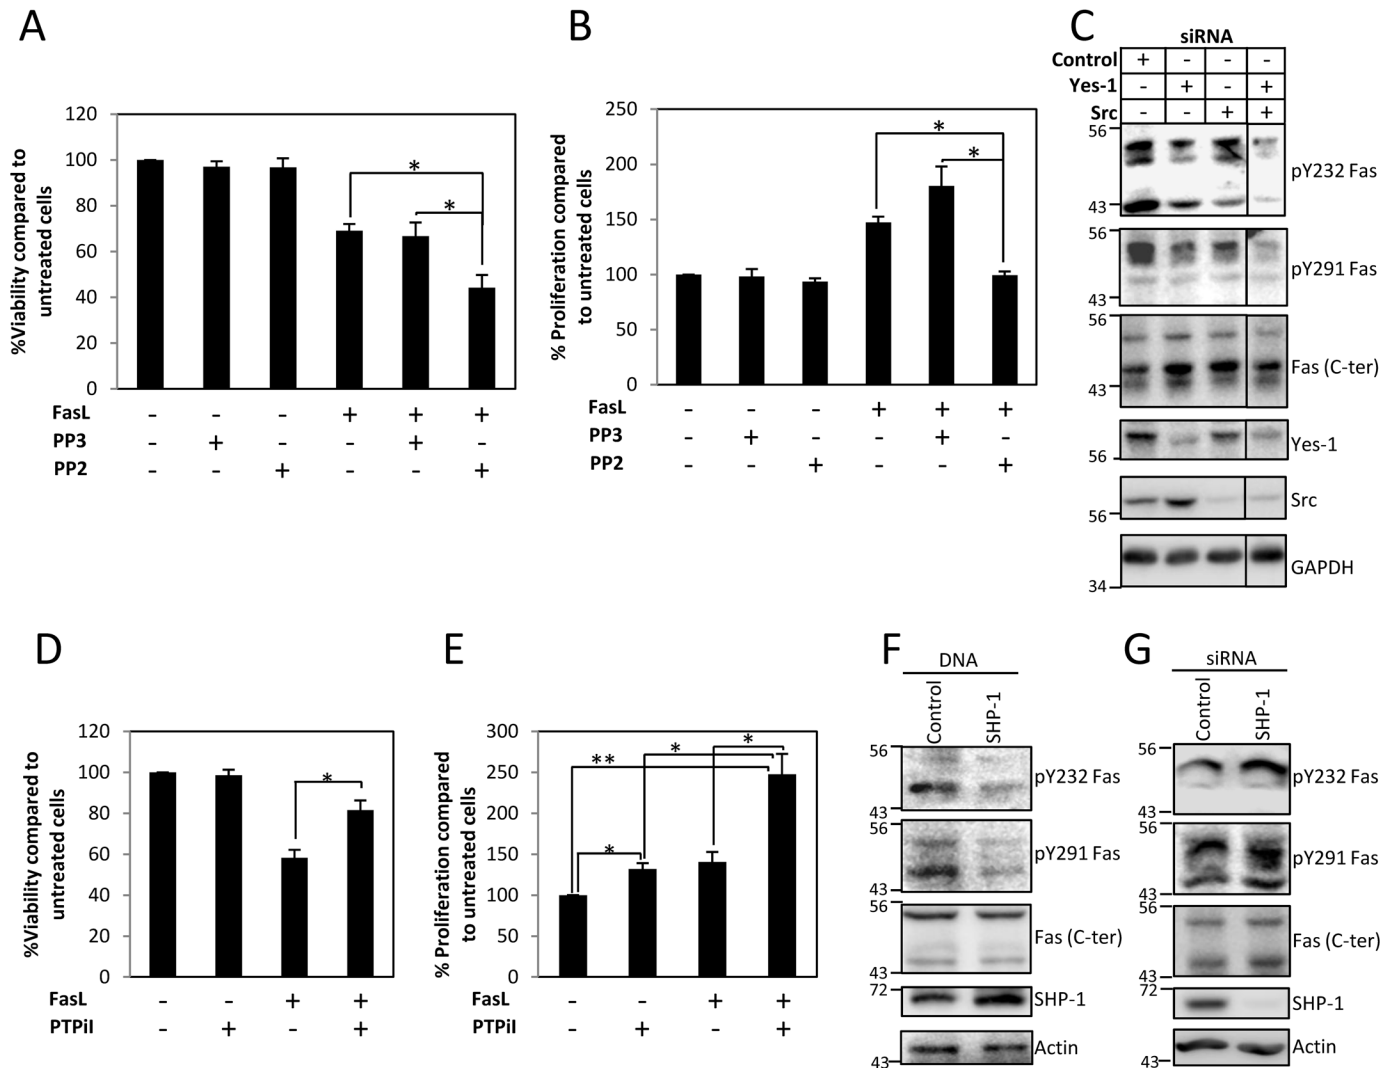 A
%Viability compared to
untreated cells
120
100
80
60
40
20
0
*
*
FasL - - - + + +
PP3 - + - - + -
PP2 - - + - - +
B
% Proliferation compared
to untreated cells
250
200
150
100
50
0
*
*
FasL - - - + + +
PP3 - + - - + -
PP2 - - + - - +
C
siRNA
Control + - - -
Yes-1 - + - +
Src - - + +
56
43
pY232 Fas
56
43
pY291 Fas
56
43
Fas (C-ter)
56
Yes-1
56
Src
34
GAPDH
D
%Viability compared to
untreated cells
120
100
80
60
40
20
0
*
FasL - - + +
PTPiI - + - +
E
% Proliferation compared
to untreated cells
300
250
200
150
100
50
0
*
**
*
*
FasL - - + +
PTPiI - + - +
F
DNA
Control
SHP-1
56
43
pY232 Fas
56
43
pY291 Fas
56
43
Fas (C-ter)
72
SHP-1
43
Actin
G
siRNA
Control
SHP-1
56
43
pY232 Fas
56
43
pY291 Fas
56
43
Fas (C-ter)
72
SHP-1
43
Actin